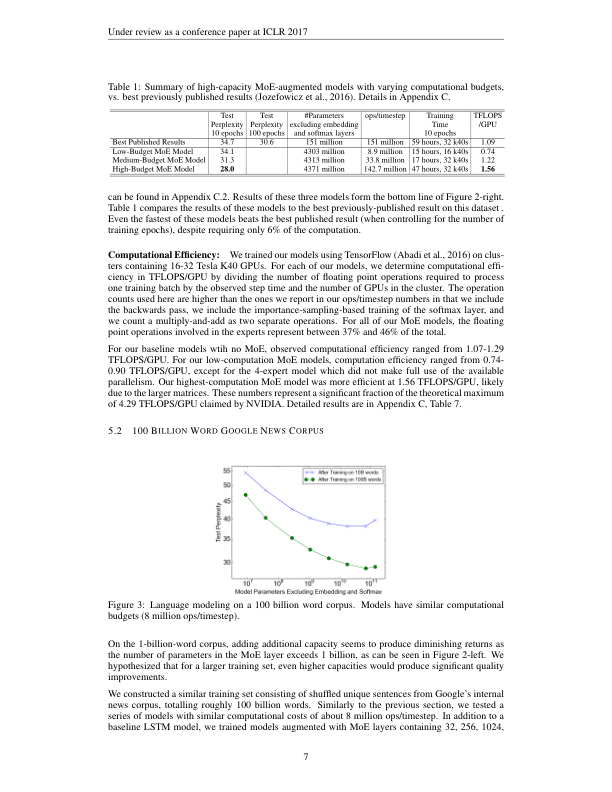 Under review as a conference paper at ICLR 2017
Table 1: Summary of high-capacity MoE-augmented models with varying computational budgets,
vs. best previously published results (Jozefowicz et al., 2016). Details in Appendix C.
Test Test #Parameters ops/timestep Training TFLOPS
Perplexity Perplexity excluding embedding Time /GPU
10 epochs 100 epochs and softmax layers 10 epochs
Best Published Results 34.7 30.6 151 million 151 million 59 hours, 32 k40s 1.09
Low-Budget MoE Model 34.1 4303 million 8.9 million 15 hours, 16 k40s 0.74
Medium-Budget MoE Model 31.3 4313 million 33.8 million 17 hours, 32 k40s 1.22
High-Budget MoE Model 28.0 4371 million 142.7 million 47 hours, 32 k40s 1.56
can be found in Appendix C.2. Results of these three models form the bottom line of Figure 2-right.
Table 1 compares the results of these models to the best previously-published result on this dataset .
Even the fastest of these models beats the best published result (when controlling for the number of
training epochs), despite requiring only 6% of the computation.
Computational Efficiency: We trained our models using TensorFlow (Abadi et al., 2016) on clus-
ters containing 16-32 Tesla K40 GPUs. For each of our models, we determine computational effi-
ciency in TFLOPS/GPU by dividing the number of floating point operations required to process
one training batch by the observed step time and the number of GPUs in the cluster. The operation
counts used here are higher than the ones we report in our ops/timestep numbers in that we include
the backwards pass, we include the importance-sampling-based training of the softmax layer, and
we count a multiply-and-add as two separate operations. For all of our MoE models, the floating
point operations involved in the experts represent between 37% and 46% of the total.
For our baseline models wtih no MoE, observed computational efficiency ranged from 1.07-1.29
TFLOPS/GPU. For our low-computation MoE models, computation efficiency ranged from 0.74-
0.90 TFLOPS/GPU, except for the 4-expert model which did not make full use of the available
parallelism. Our highest-computation MoE model was more efficient at 1.56 TFLOPS/GPU, likely
due to the larger matrices. These numbers represent a significant fraction of the theoretical maximum
of 4.29 TFLOPS/GPU claimed by NVIDIA. Detailed results are in Appendix C, Table 7.
5.2 100 BILLION WORD GOOGLE NEWS CORPUS
After Training on 10B words
After Training on 100B words
55
50
45
40
35
30
Test Perplexity
10^7 10^8 10^9 10^10 10^11
Model Parameters Excluding Embedding and Softmax
Figure 3: Language modeling on a 100 billion word corpus. Models have similar computational
budgets (8 million ops/timestep).
On the 1-billion-word corpus, adding additional capacity seems to produce diminishing returns as
the number of parameters in the MoE layer exceeds 1 billion, as can be seen in Figure 2-left. We
hypothesized that for a larger training set, even higher capacities would produce significant quality
improvements.
We constructed a similar training set consisting of shuffled unique sentences from Google's internal
news corpus, totalling roughly 100 billion words. Similarly to the previous section, we tested a
series of models with similar computational costs of about 8 million ops/timestep. In addition to a
baseline LSTM model, we trained models augmented with MoE layers containing 32, 256, 1024,
7